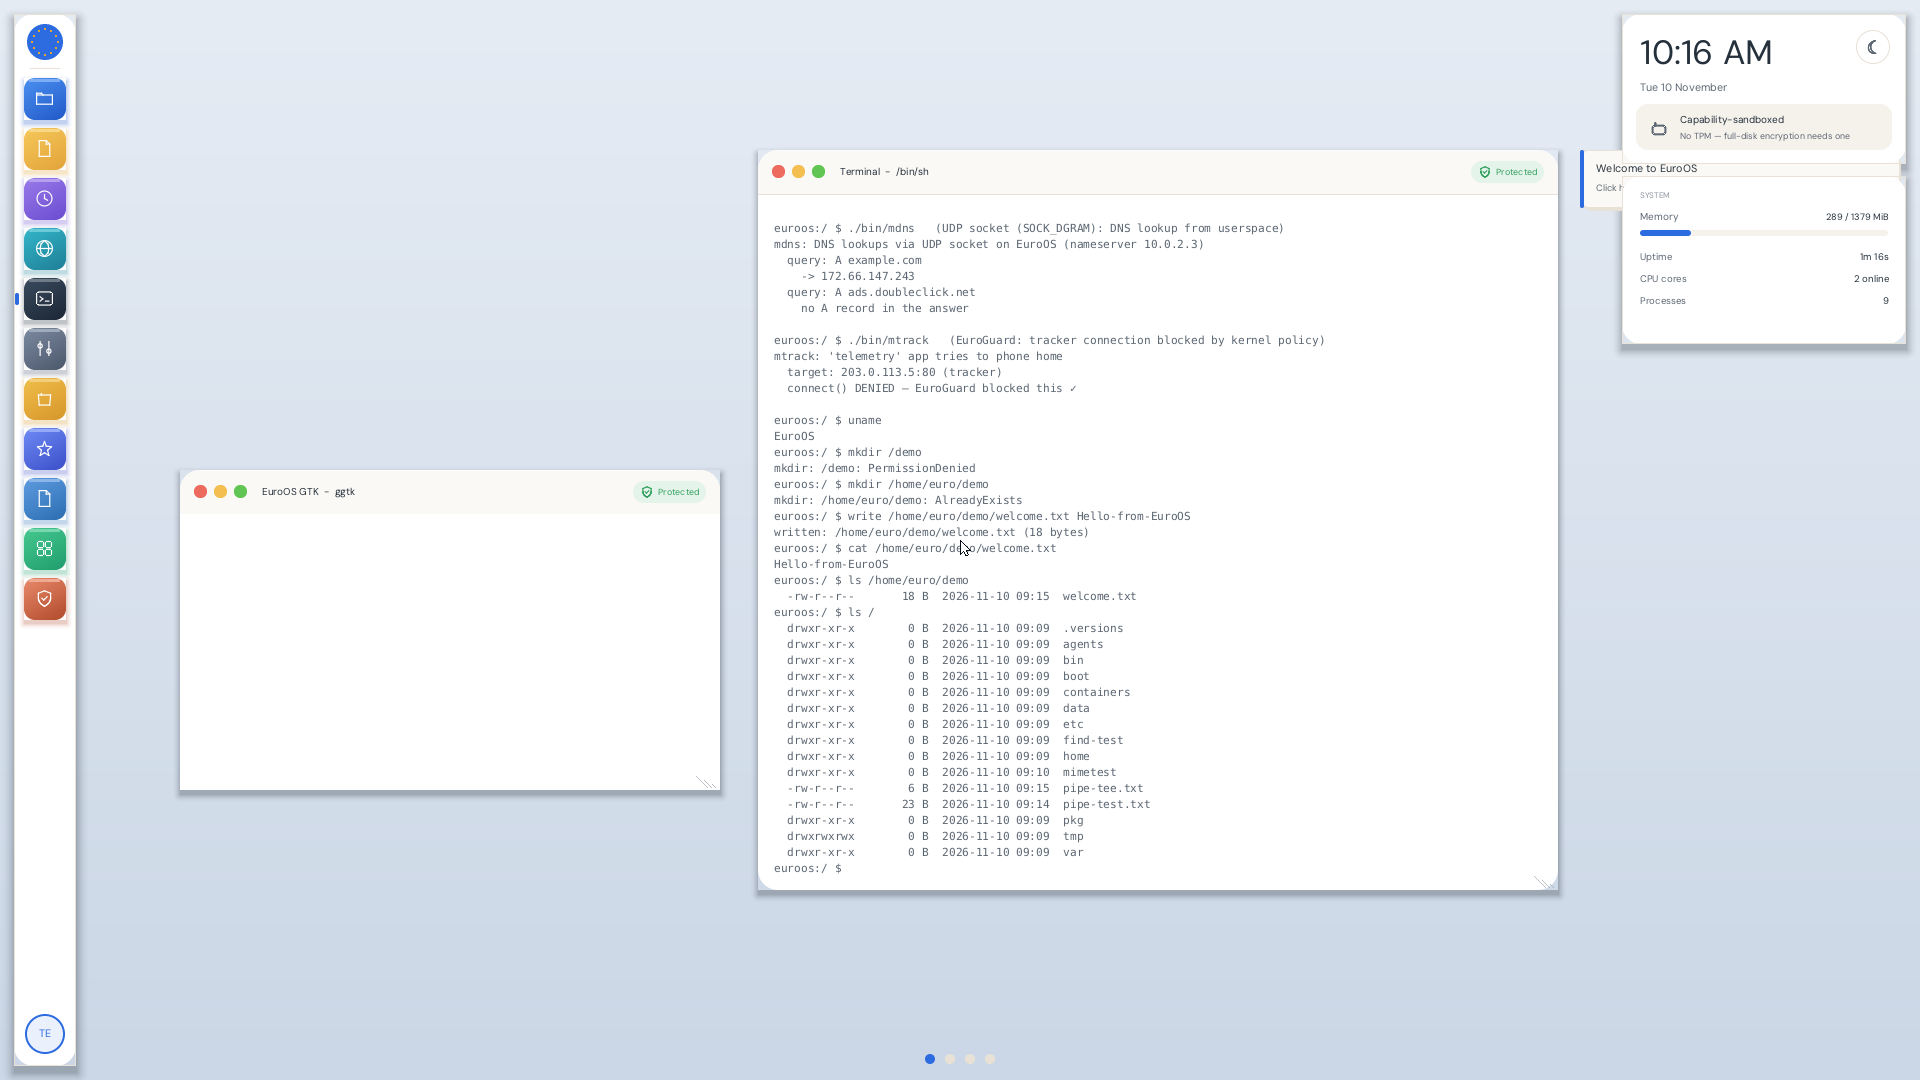 10:16 AM
Tue 10 November
Capability-sandboxed
No TPM — full-disk encryption needs one
Welcome to EuroOS
Click
SYSTEM
Memory 289 / 1379 MiB
Uptime 1m 16s
CPU cores 2 online
Processes 9
Terminal - /bin/sh Protected
euroos:/ $ ./bin/mdns (UDP socket (SOCK_DGRAM): DNS lookup from userspace)
mdns: DNS lookups via UDP socket on EuroOS (nameserver 10.0.2.3)
query: A example.com
-> 172.66.147.243
query: A ads.doubleclick.net
no A record in the answer
euroos:/ $ ./bin/mtrack (EuroGuard: tracker connection blocked by kernel policy)
mtrack: 'telemetry' app tries to phone home
target: 203.0.113.5:80 (tracker)
connect() DENIED — EuroGuard blocked this ✓
euroos:/ $ uname
EuroOS
euroos:/ $ mkdir /demo
mkdir: /demo: PermissionDenied
euroos:/ $ mkdir /home/euro/demo
mkdir: /home/euro/demo: AlreadyExists
euroos:/ $ write /home/euro/demo/welcome.txt Hello-from-EuroOS
written: /home/euro/demo/welcome.txt (18 bytes)
euroos:/ $ cat /home/euro/demo/welcome.txt
Hello-from-EuroOS
euroos:/ $ ls /home/euro/demo
-rw-r--r-- 18 B 2026-11-10 09:15 welcome.txt
euroos:/ $ ls /
drwxr-xr-x 0 B 2026-11-10 09:09 .versions
drwxr-xr-x 0 B 2026-11-10 09:09 agents
drwxr-xr-x 0 B 2026-11-10 09:09 bin
drwxr-xr-x 0 B 2026-11-10 09:09 boot
drwxr-xr-x 0 B 2026-11-10 09:09 containers
drwxr-xr-x 0 B 2026-11-10 09:09 data
drwxr-xr-x 0 B 2026-11-10 09:09 etc
drwxr-xr-x 0 B 2026-11-10 09:09 find-test
drwxr-xr-x 0 B 2026-11-10 09:09 home
drwxr-xr-x 0 B 2026-11-10 09:10 mimetest
-rw-r--r-- 6 B 2026-11-10 09:15 pipe-tee.txt
-rw-r--r-- 23 B 2026-11-10 09:14 pipe-test.txt
drwxr-xr-x 0 B 2026-11-10 09:09 pkg
drwxrwxrwx 0 B 2026-11-10 09:09 tmp
drwxr-xr-x 0 B 2026-11-10 09:09 var
euroos:/ $
EuroOS GTK - ggtk Protected
TE